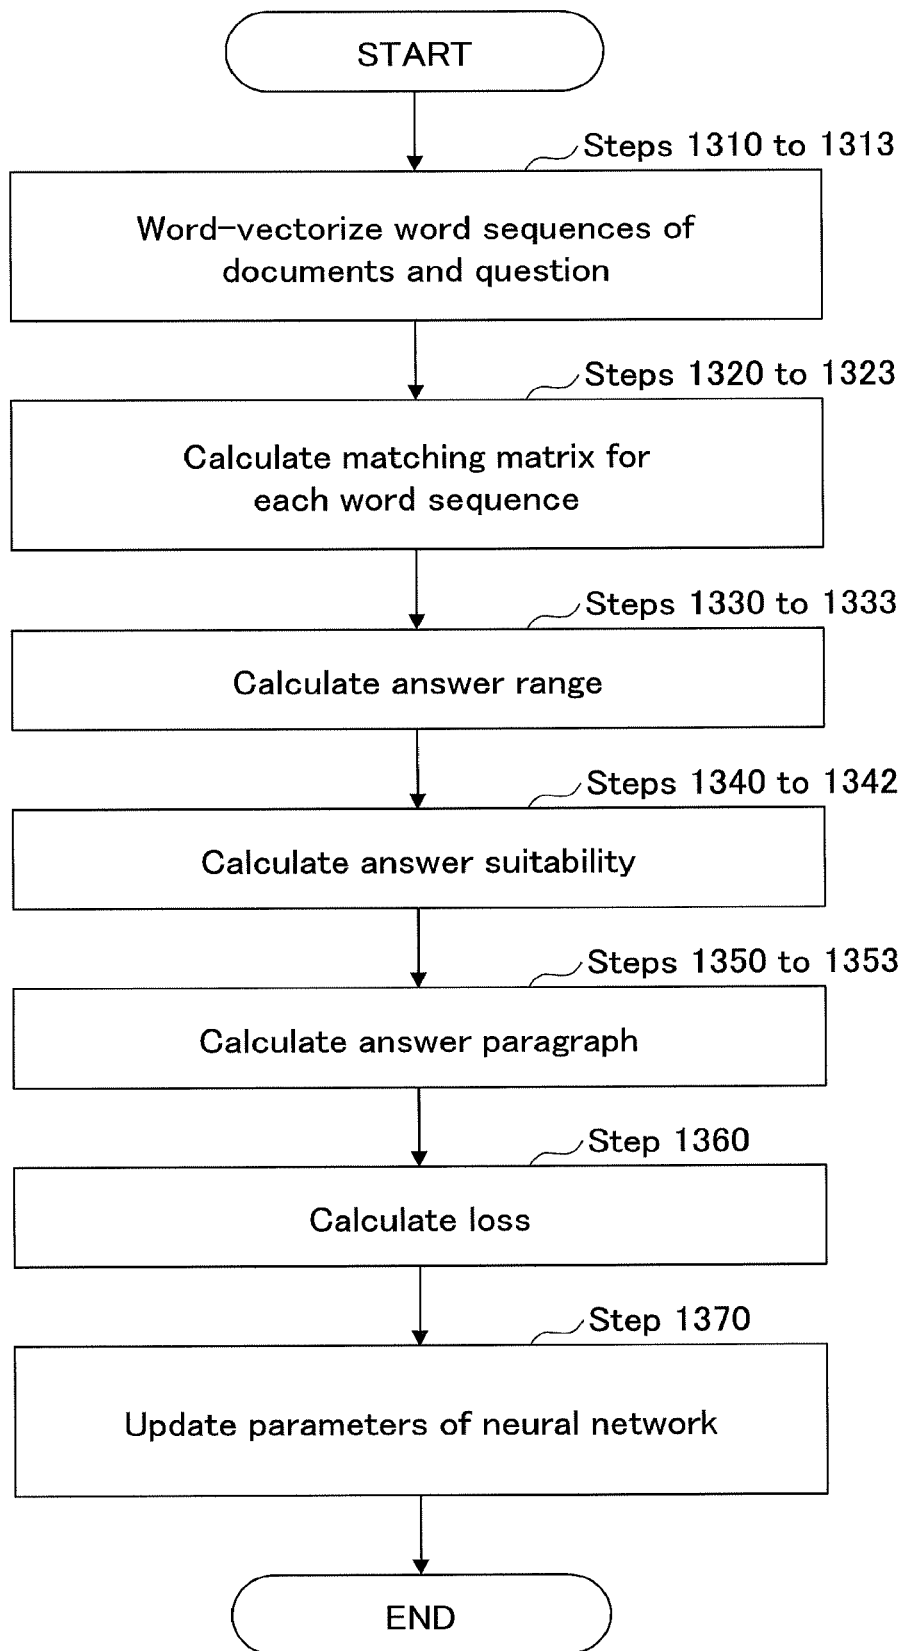 START
Steps 1310 to 1313
Word-vectorize word sequences of
documents and question
Steps 1320 to 1323
Calculate matching matrix for
each word sequence
Steps 1330 to 1333
Calculate answer range
Steps 1340 to 1342
Calculate answer suitability
Steps 1350 to 1353
Calculate answer paragraph
Step 1360
Calculate loss
Step 1370
Update parameters of neural network
END